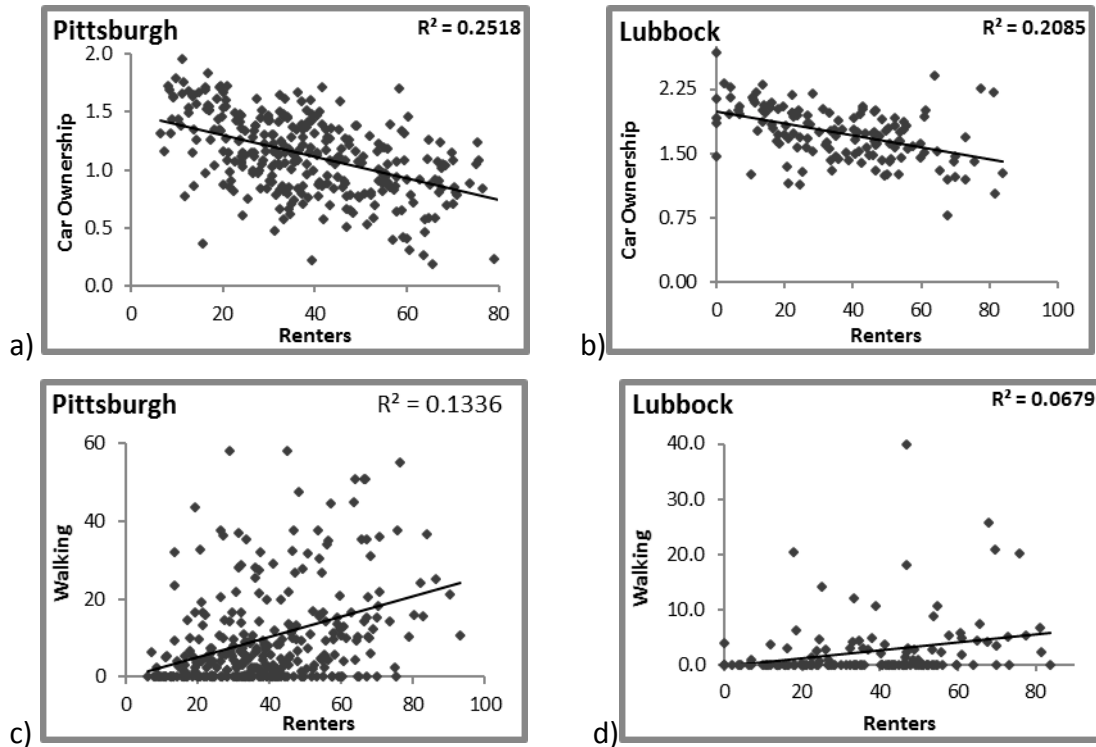 Pittsburgh
R² = 0.2518
2.0
1.5
1.0
0.5
0.0
Car Ownership
0 20 40 60 80
Renters
a)
Lubbock
R² = 0.2085
2.25
1.50
0.75
0.00
Car Ownership
0 20 40 60 80 100
Renters
b)
Pittsburgh
R² = 0.1336
60
40
20
0
Walking
0 20 40 60 80 100
Renters
c)
Lubbock
R² = 0.0679
40.0
30.0
20.0
10.0
0.0
Walking
0 20 40 60 80
Renters
d)